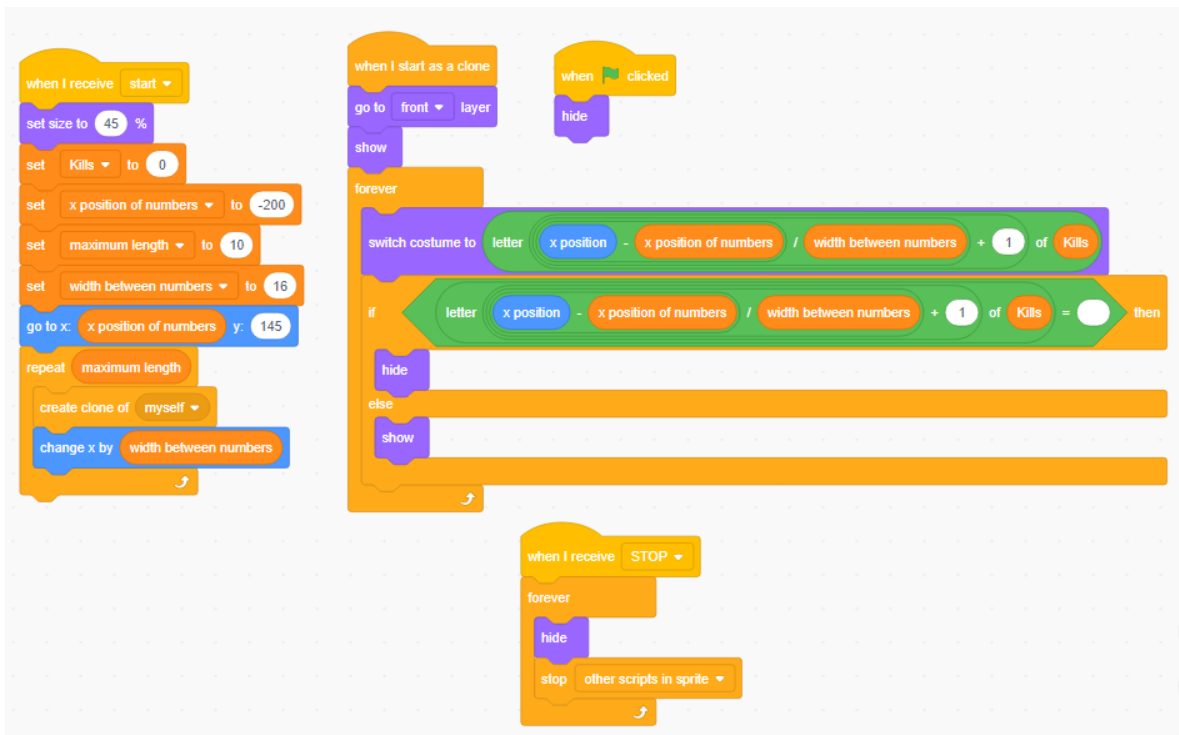 when I receive start
set size to 45 %
set Kills to 0
set x position of numbers to -200
set maximum length to 10
set width between numbers to 16
go to x: x position of numbers y: 145
repeat maximum length
create clone of myself
change x by width between numbers
when I start as a clone
go to front layer
show
forever
switch costume to letter x position - x position of numbers / width between numbers + 1 of Kills
if letter x position - x position of numbers / width between numbers + 1 of Kills = then
hide
else
show
when clicked
hide
when I receive STOP
forever
hide
stop other scripts in sprite